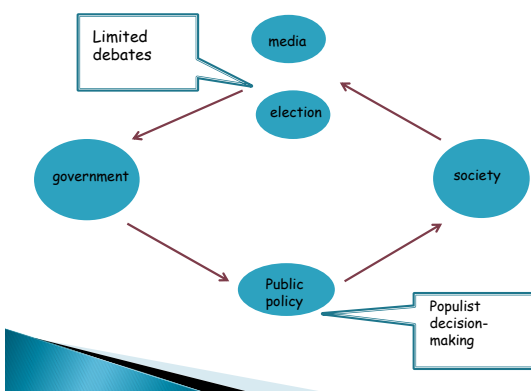 Limited
debates
media
election
government
society
Public
policy
Populist
decision-
making